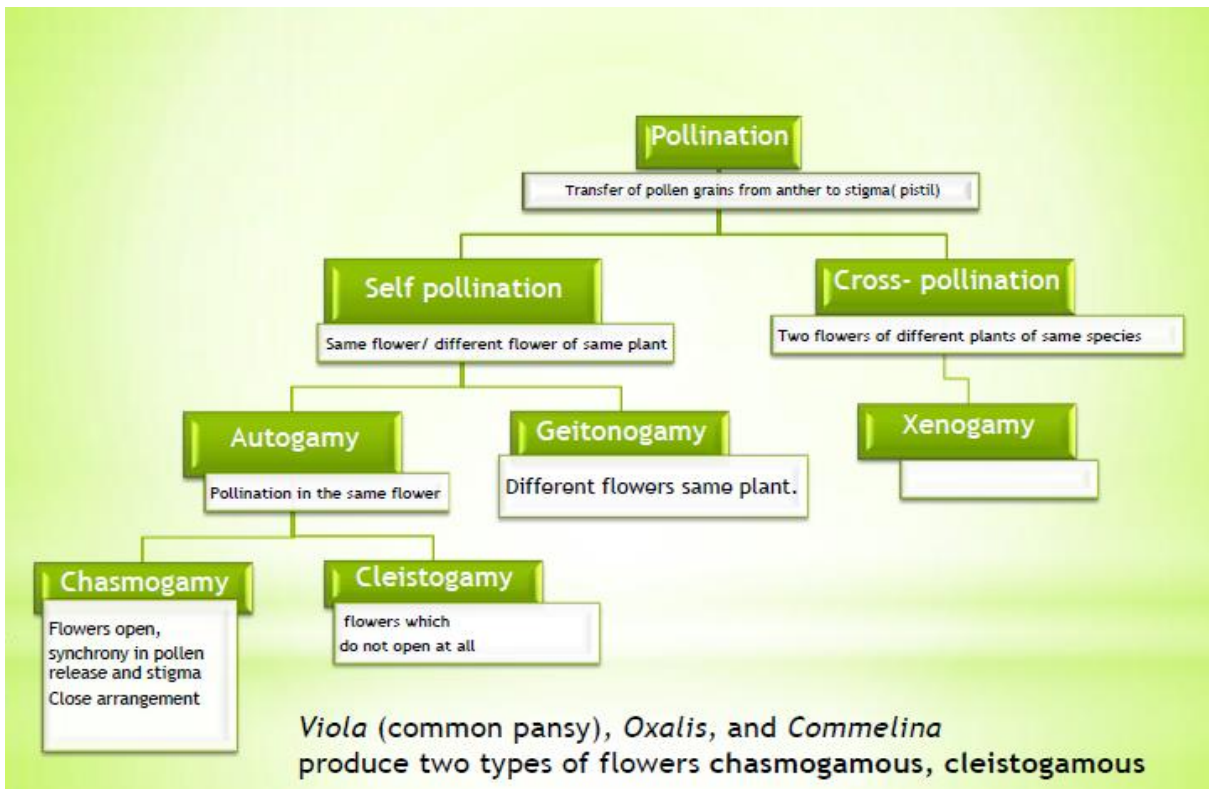 Pollination
Transfer of pollen grains from anther to stigma( pistil)
Self pollination
Same flower/ different flower of same plant
Cross- pollination
Two flowers of different plants of same species
Autogamy
Pollination in the same flower
Geitonogamy
Different flowers same plant.
Xenogamy
Chasmogamy
Flowers open,
synchrony in pollen
release and stigma
Close arrangement
Cleistogamy
flowers which
do not open at all
Viola (common pansy), Oxalis, and Commelina
produce two types of flowers chasmogamous, cleistogamous